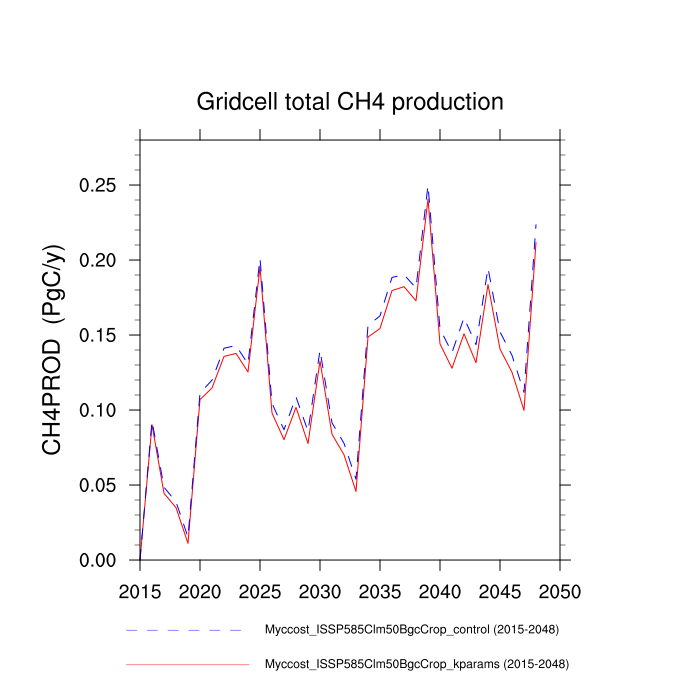 Gridcell total CH4 production
CH4PROD (PgC/y)
0.25
0.20
0.15
0.10
0.05
0.00
2015 2020 2025 2030 2035 2040 2045 2050
Myccost_ISSP585Clm50BgcCrop_control (2015-2048)
Myccost_ISSP585Clm50BgcCrop_kparams (2015-2048)